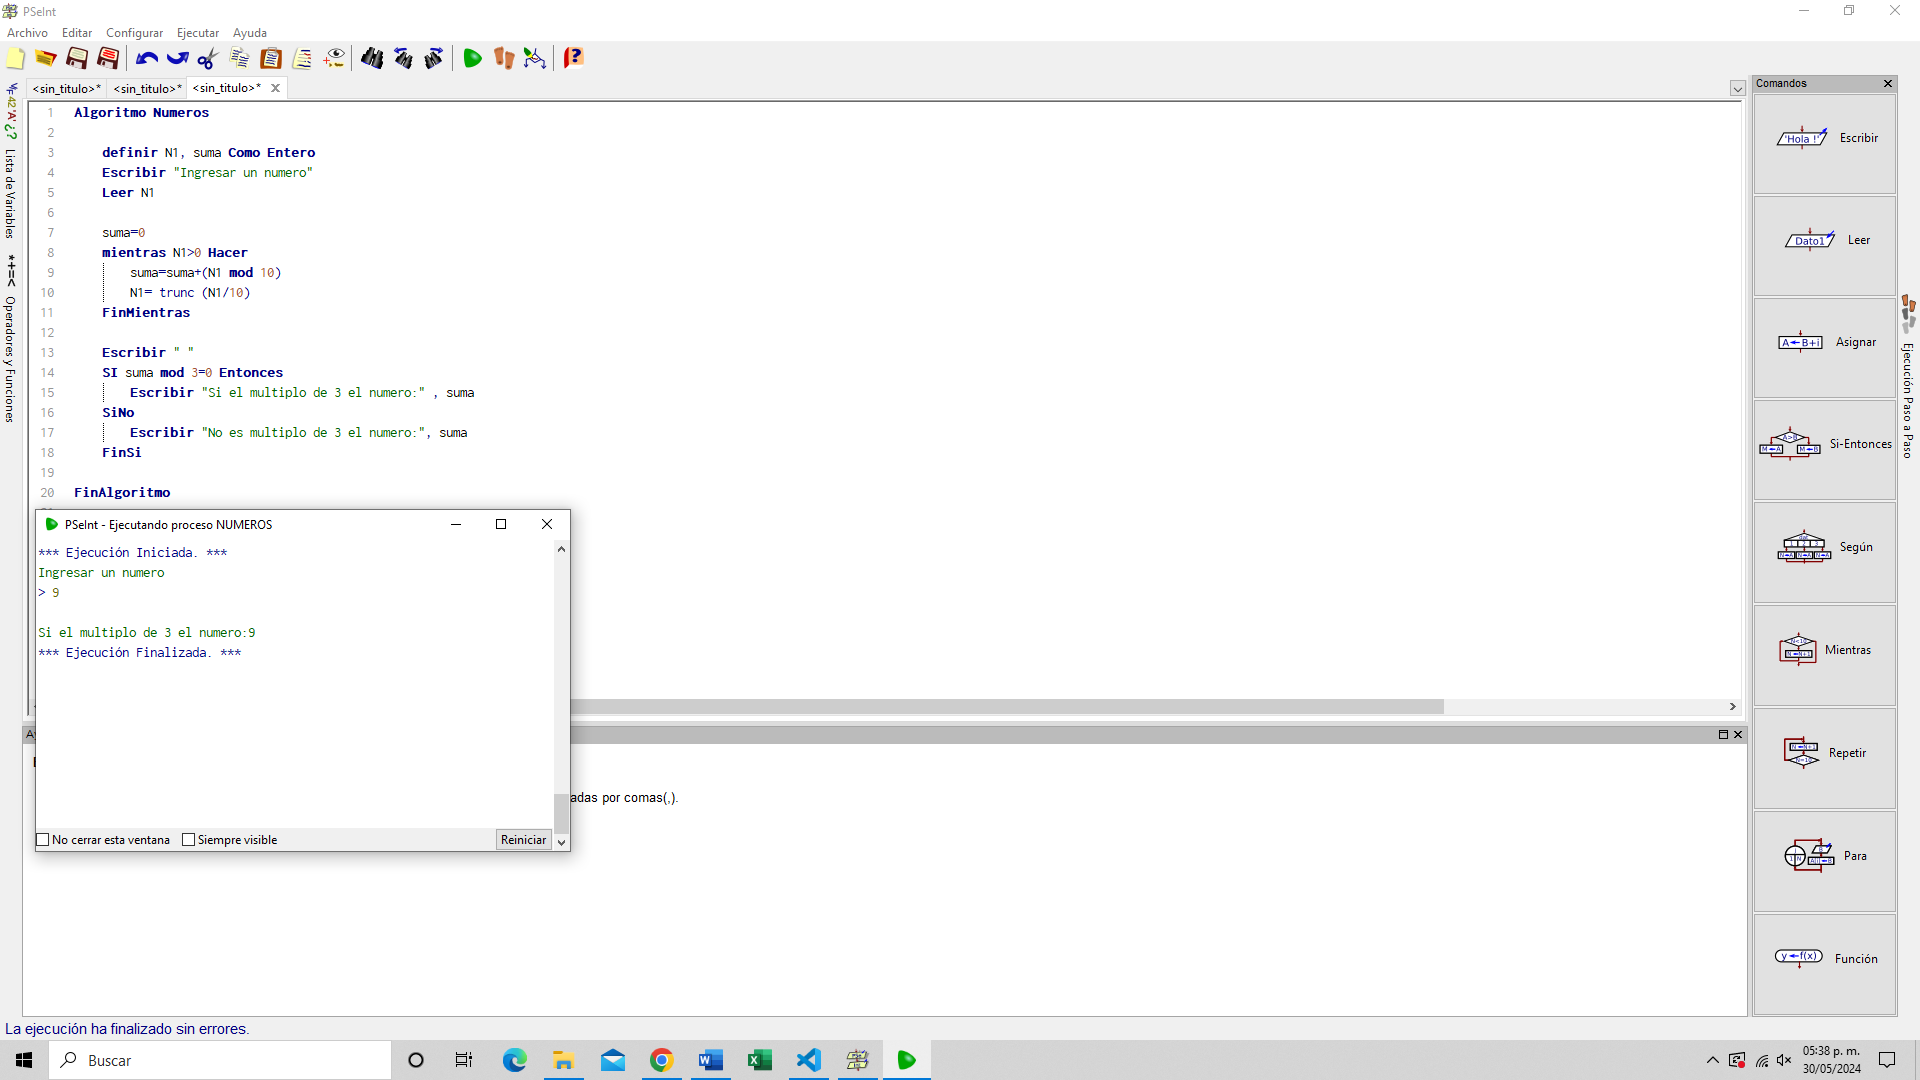 PSeInt
Archivo Editar Configurar Ejecutar Ayuda
<sin_titulo>* <sin_titulo>* <sin_titulo>*
1 Algoritmo Numeros
2
3 definir N1, suma Como Entero
4 Escribir "Ingresar un numero"
5 Leer N1
6
7 suma=0
8 mientras N1>0 Hacer
9 suma=suma+(N1 mod 10)
10 N1= trunc (N1/10)
11 FinMientras
12
13 Escribir " "
14 SI suma mod 3=0 Entonces
15 Escribir "Si el multiplo de 3 el numero:" , suma
16 SiNo
17 Escribir "No es multiplo de 3 el numero:", suma
18 FinSi
19
20 FinAlgoritmo
Lista de Variables
*+=<
Operadores y Funciones
PSeInt - Ejecutando proceso NUMEROS
*** Ejecución Iniciada. ***
Ingresar un numero
> 9
Si el multiplo de 3 el numero:9
*** Ejecución Finalizada. ***
No cerrar esta ventana
Siempre visible
Reiniciar
adas por comas(,).
Comandos
'Hola !' Escribir
Dato1 Leer
A←B+i Asignar
A>B Si-Entonces
Según
Mientras
Repetir
Para
y←f(x) Función
Ejecución Paso a Paso
La ejecución ha finalizado sin errores.
Buscar
05:38 p. m.
30/05/2024